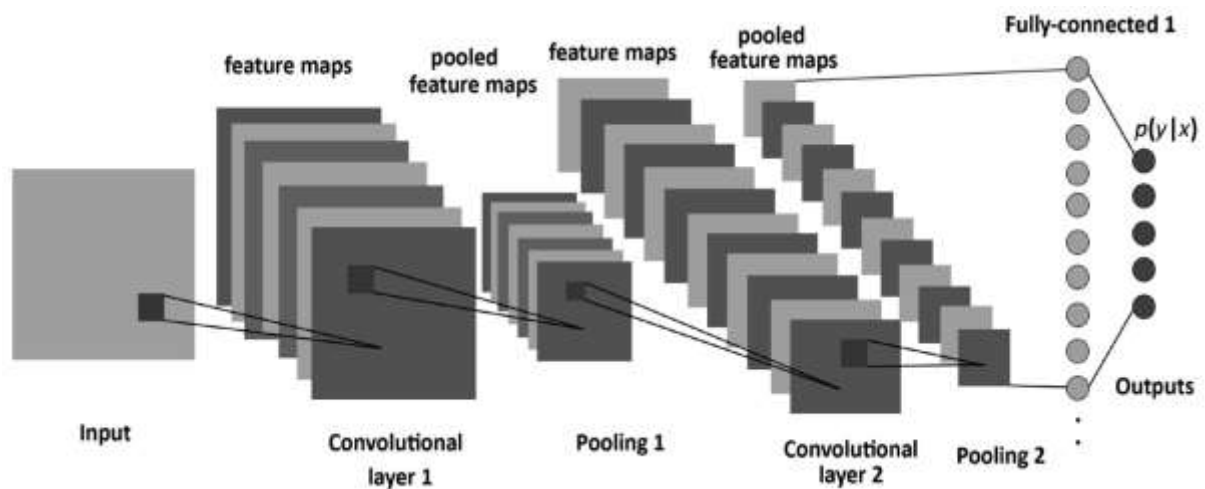 feature maps
pooled
feature maps
feature maps
pooled
feature maps
Fully-connected 1
p(y|x)
Outputs
Input
Convolutional
layer 1
Pooling 1
Convolutional
layer 2
Pooling 2